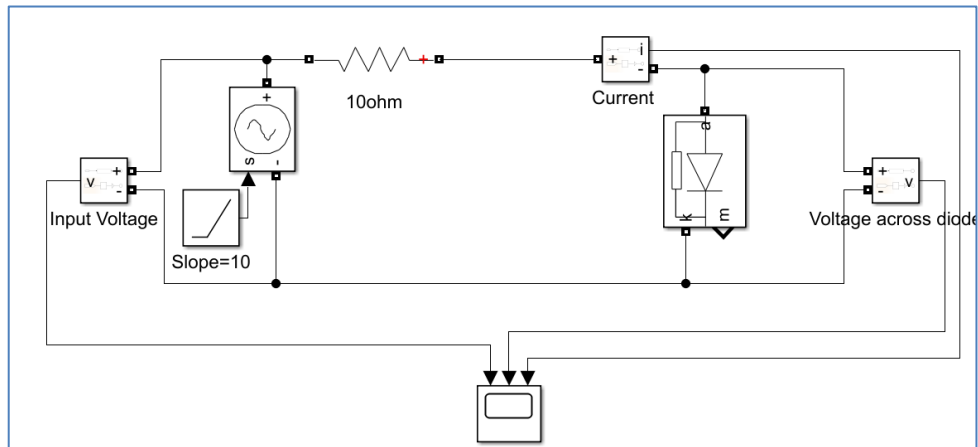 i
+
-
10ohm
Current
+
s
-
a
k
m
v
+
-
Input Voltage
+
-
v
Voltage across diode
Slope=10